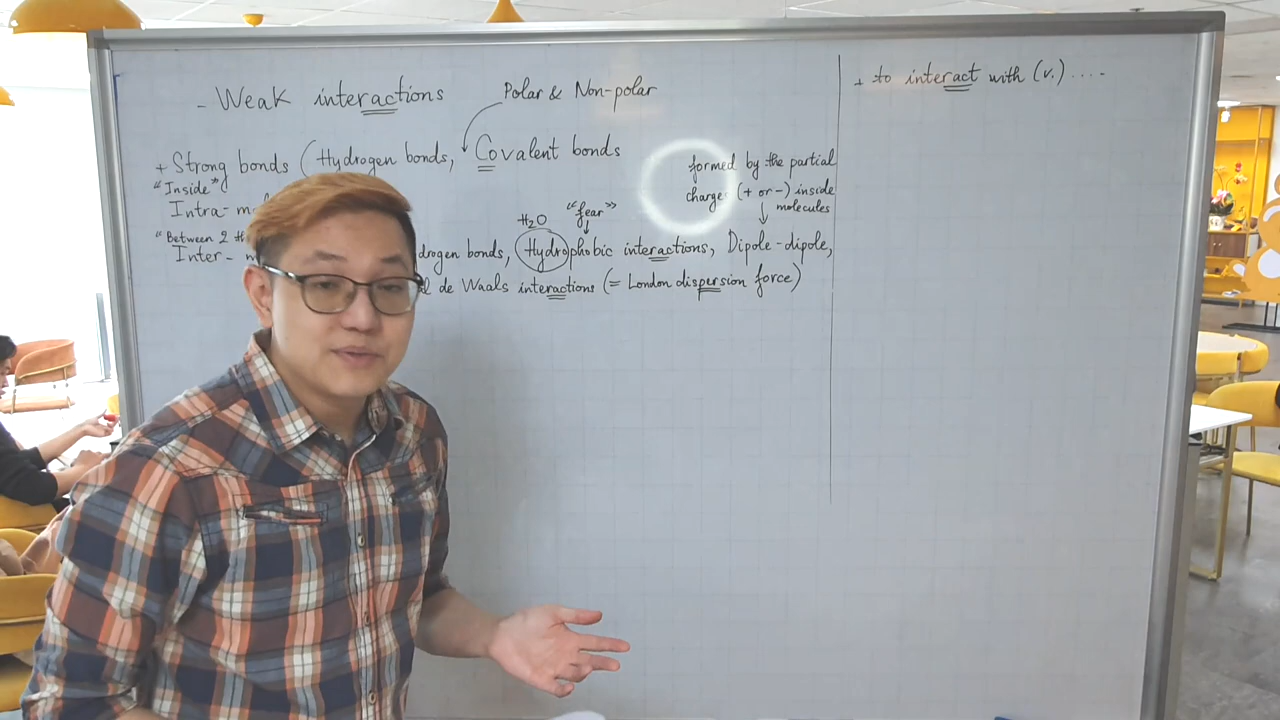 - Weak interactions
Polar & Non-polar
+ Strong bonds (Hydrogen bonds, Covalent bonds
"Inside"
Intra-
"Between 2
Inter-
H₂O
"fear"
formed by the partial
charges (+ or -) inside
molecules
bonds, Hydrophobic interactions, Dipole-dipole,
de Waals interactions (= London dispersion force)
+ to interact with (v.) ....